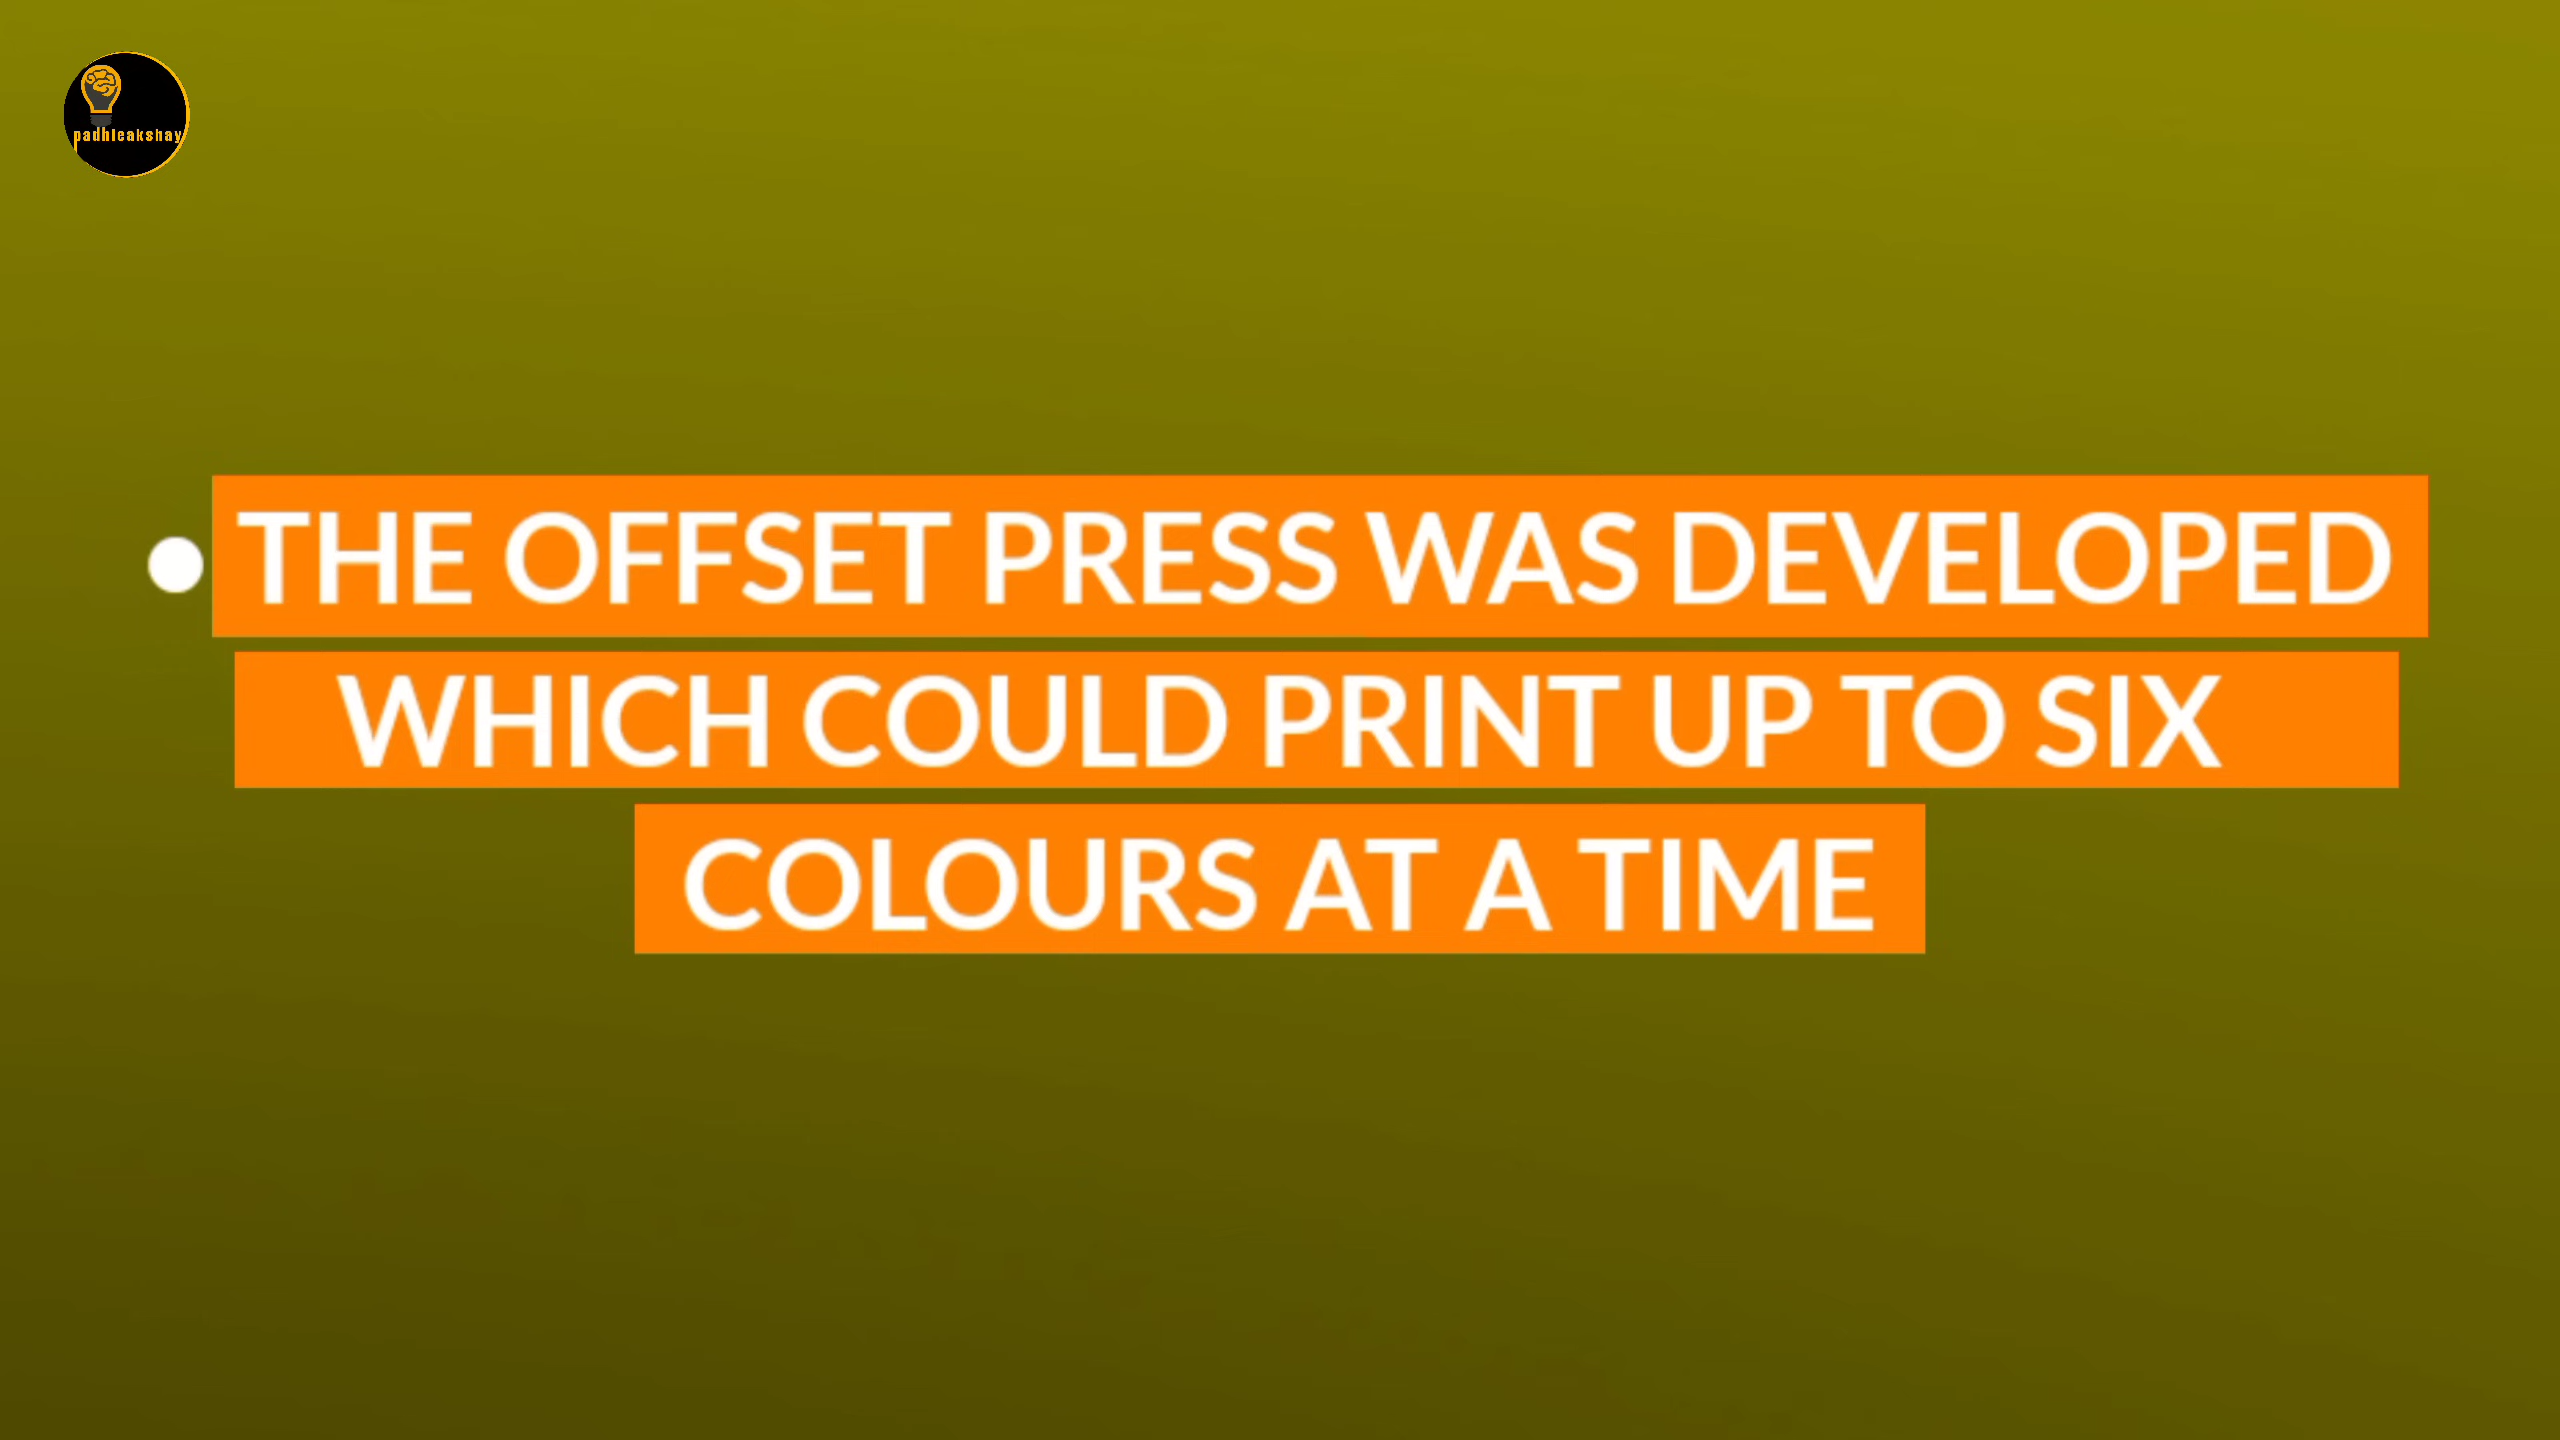 padhleakshay
• THE OFFSET PRESS WAS DEVELOPED
WHICH COULD PRINT UP TO SIX
COLOURS AT A TIME